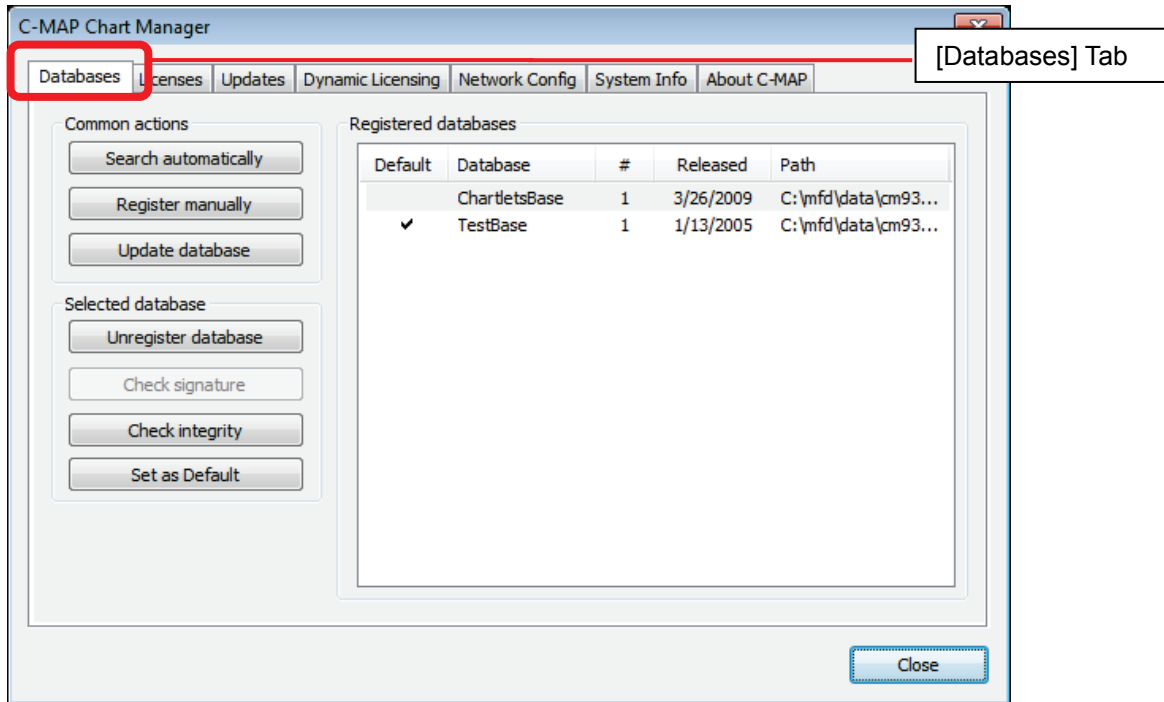 C-MAP Chart Manager
[Databases] Tab
Databases Licenses Updates Dynamic Licensing Network Config System Info About C-MAP
Common actions
Search automatically
Register manually
Update database
Selected database
Unregister database
Check signature
Check integrity
Set as Default
Registered databases
Default Database # Released Path
ChartletsBase 1 3/26/2009 C:\mfd\data\cm93...
✔ TestBase 1 1/13/2005 C:\mfd\data\cm93...
Close